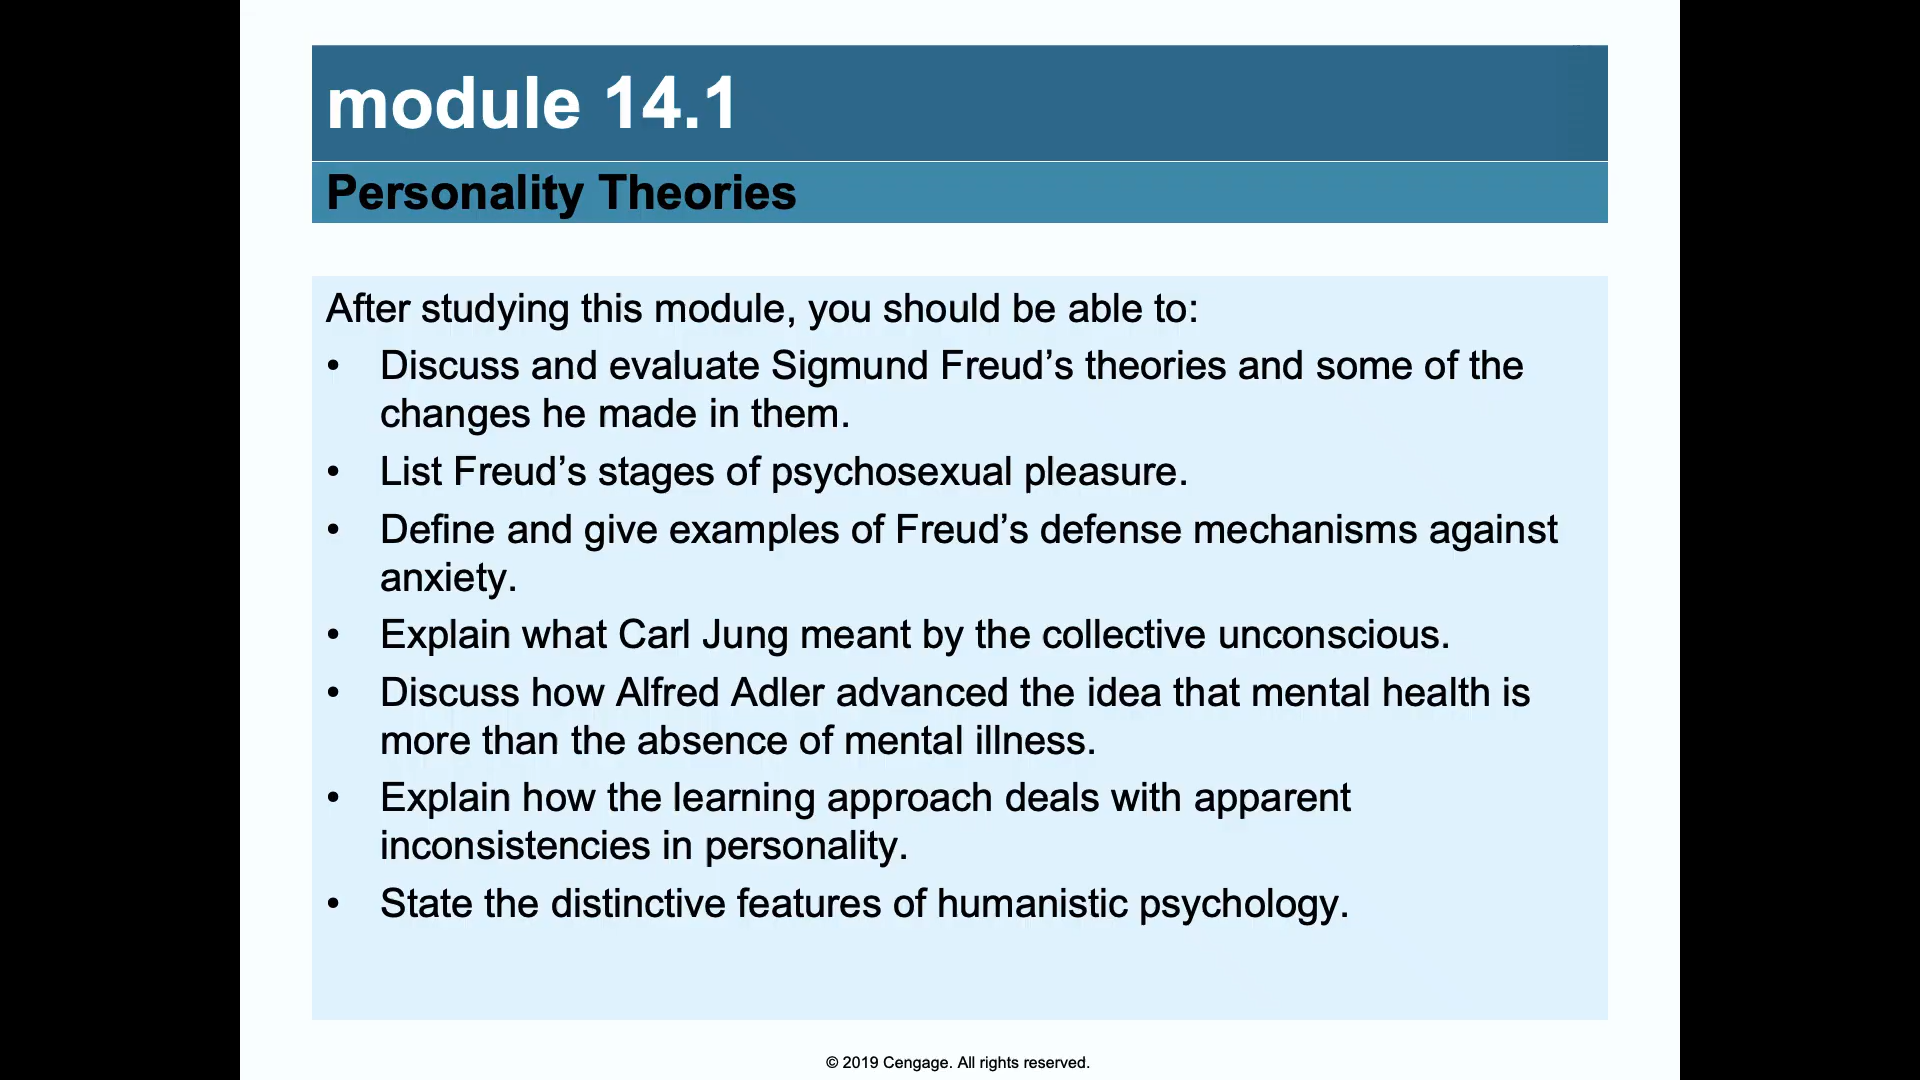 module 14.1
Personality Theories
After studying this module, you should be able to:
• Discuss and evaluate Sigmund Freud’s theories and some of the
changes he made in them.
• List Freud’s stages of psychosexual pleasure.
• Define and give examples of Freud’s defense mechanisms against
anxiety.
• Explain what Carl Jung meant by the collective unconscious.
• Discuss how Alfred Adler advanced the idea that mental health is
more than the absence of mental illness.
• Explain how the learning approach deals with apparent
inconsistencies in personality.
• State the distinctive features of humanistic psychology.
© 2019 Cengage. All rights reserved.